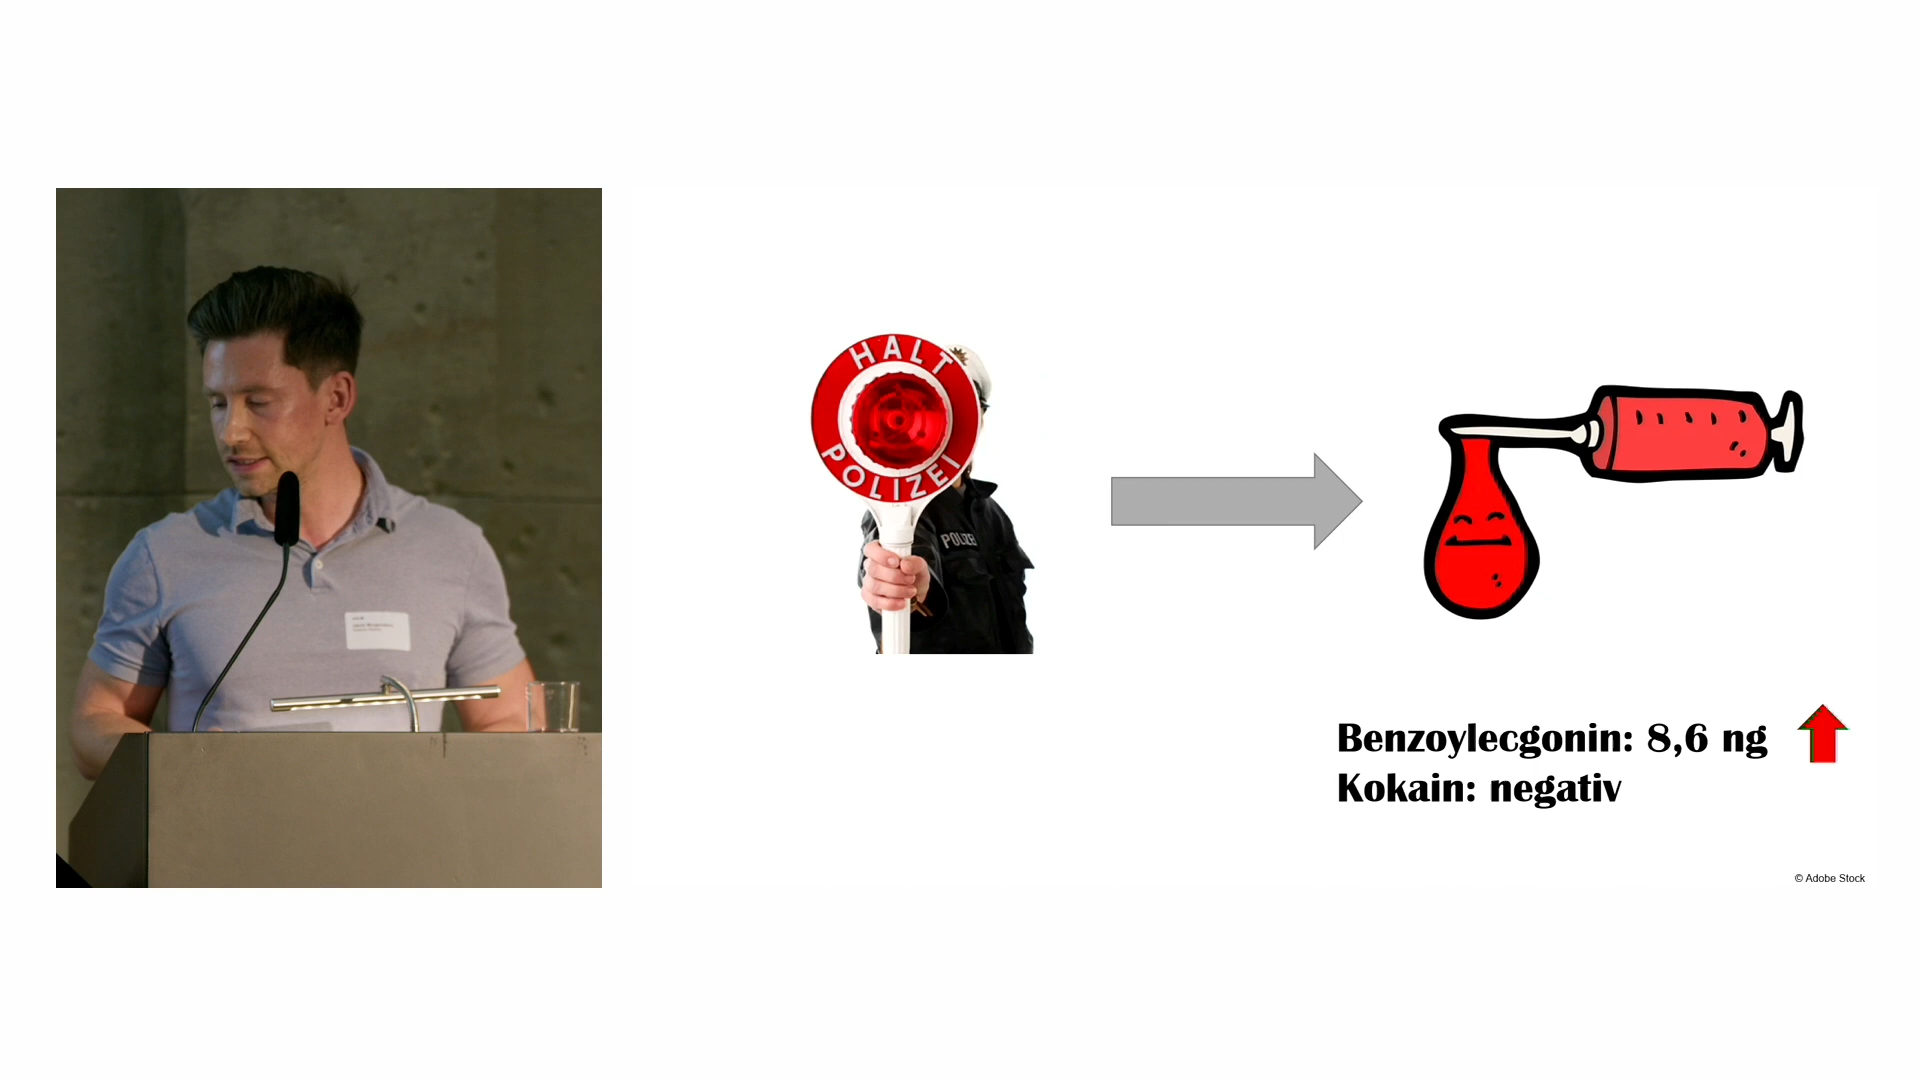 HALT
POLIZEI
POLIZEI
Benzoylecgonin: 8,6 ng
Kokain: negativ
© Adobe Stock